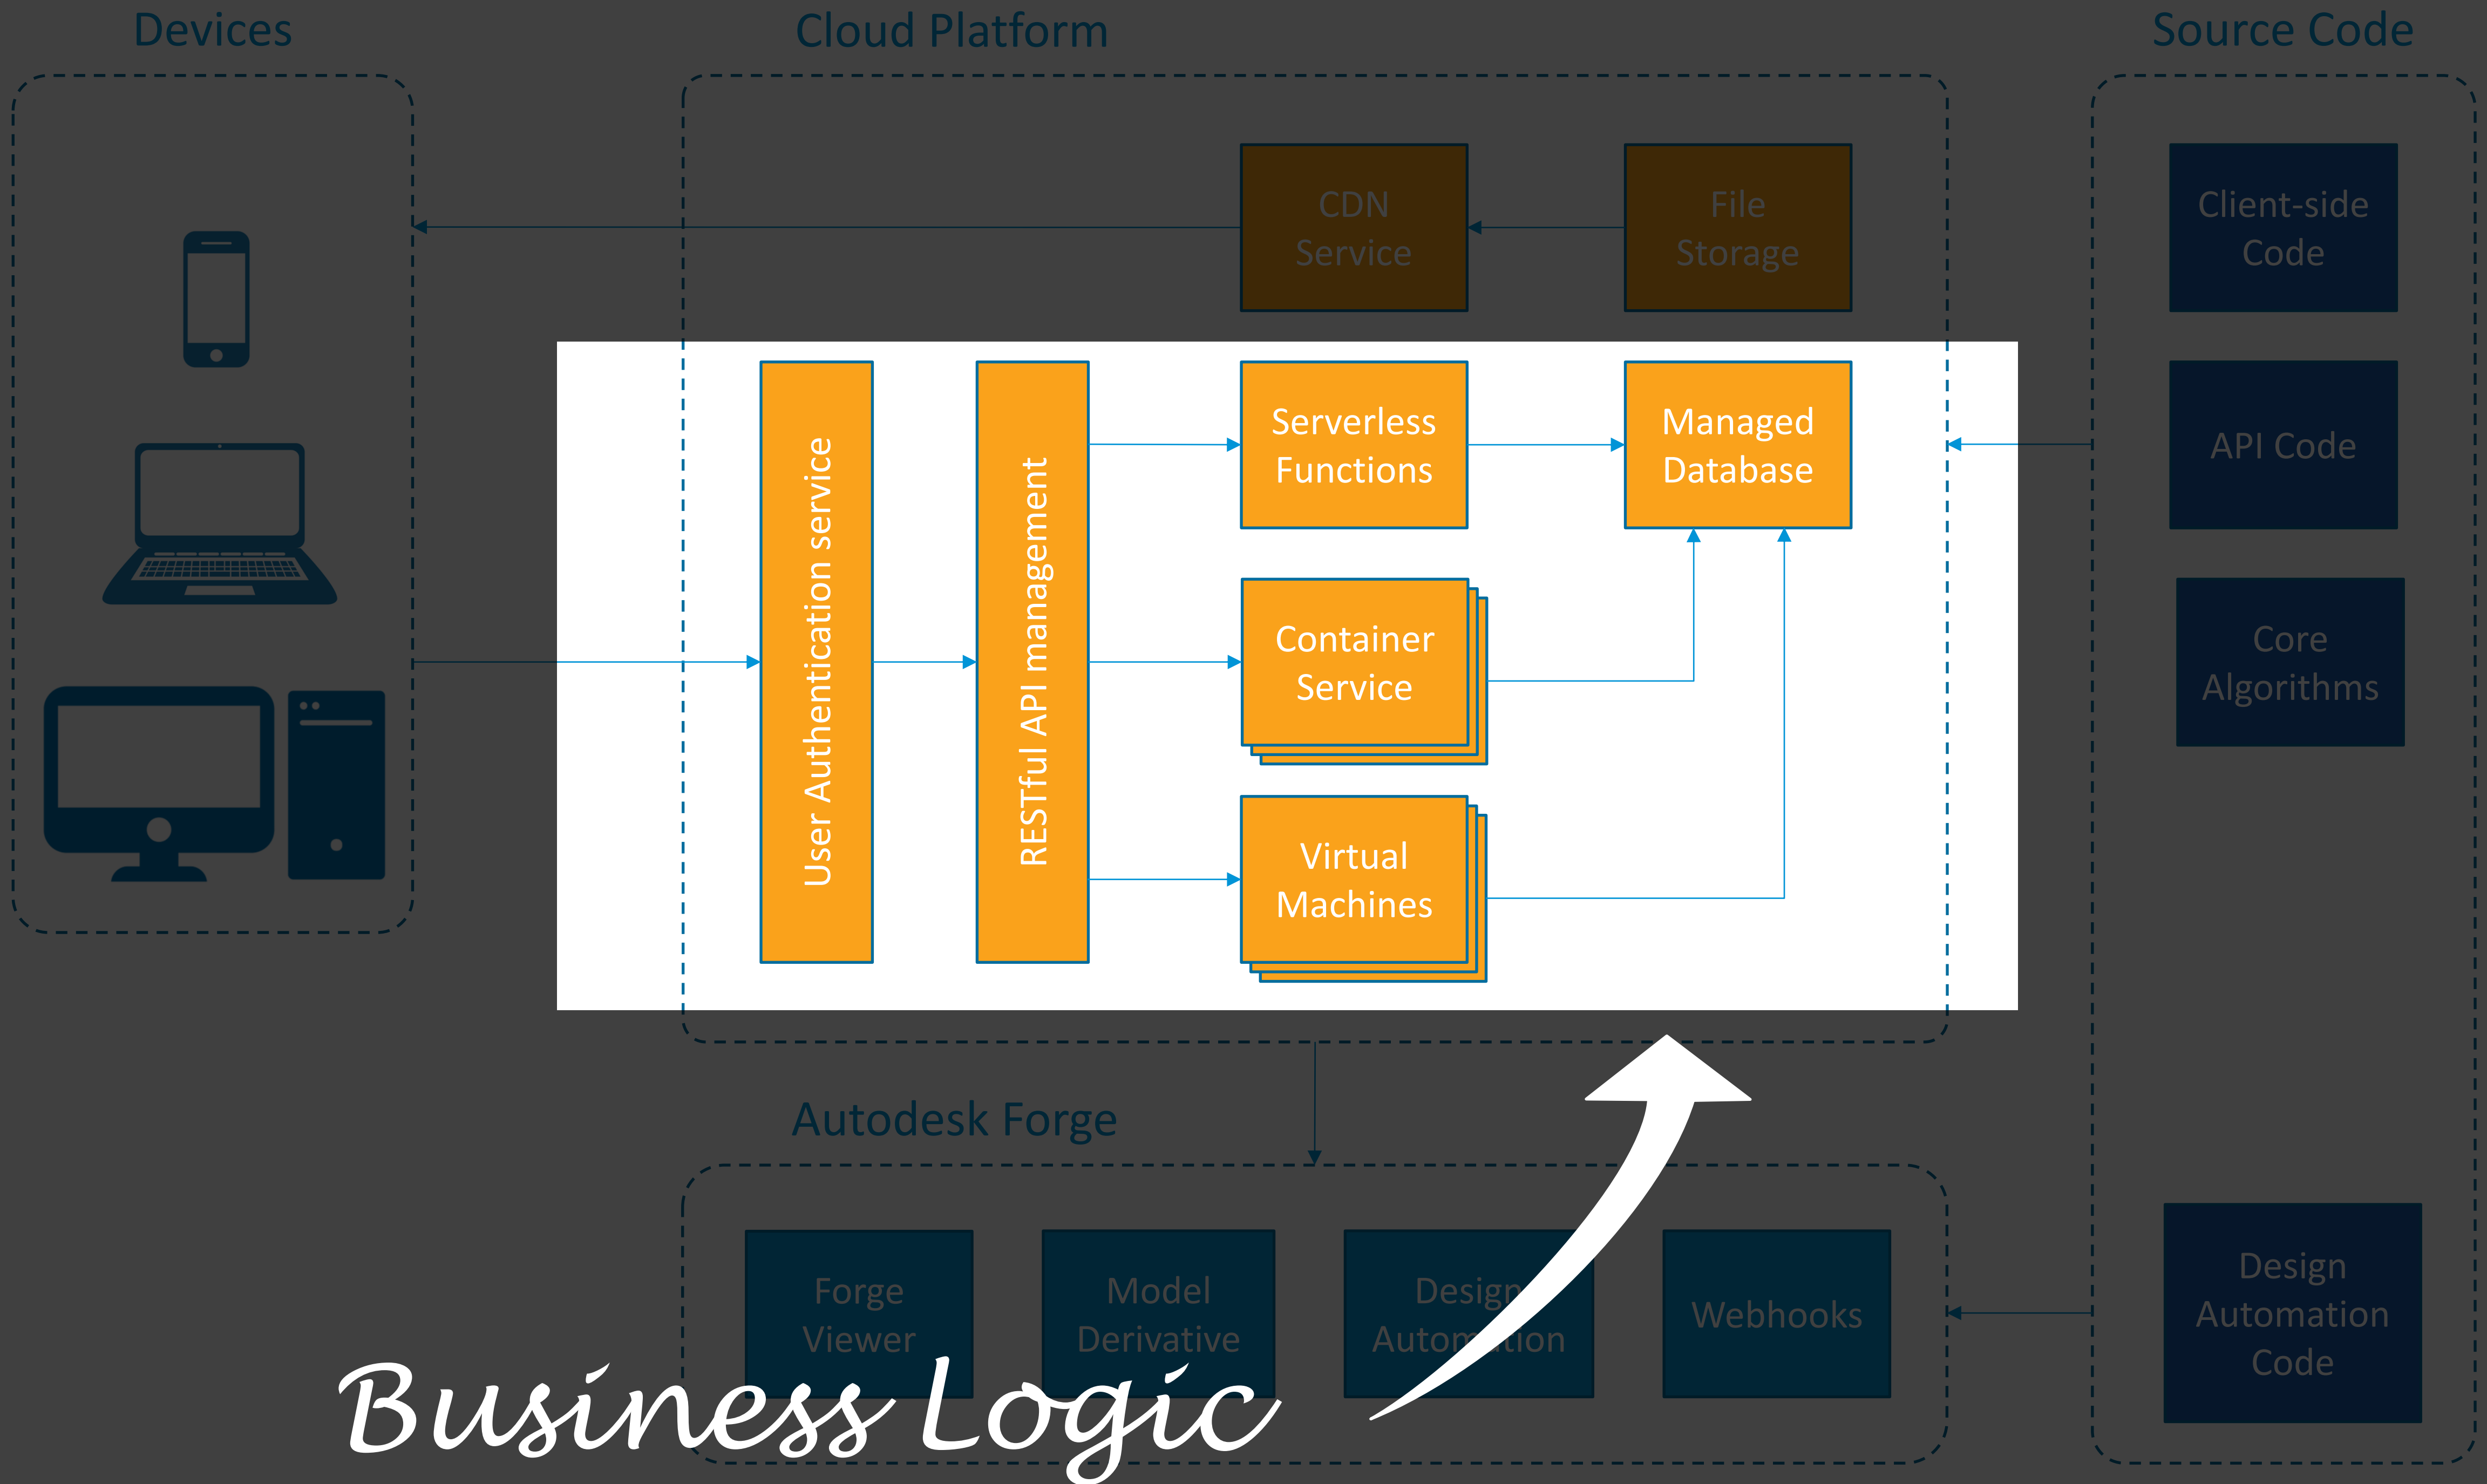 Devices
Cloud Platform
Source Code
CDN
Service
File
Storage
Client-side
Code
User Authentication service
RESTful API management
Serverless
Functions
Managed
Database
API Code
Container
Service
Core
Algorithms
Virtual
Machines
Autodesk Forge
Forge
Viewer
Model
Derivative
Design
Automation
Webhooks
Design
Automation
Code
Business logic